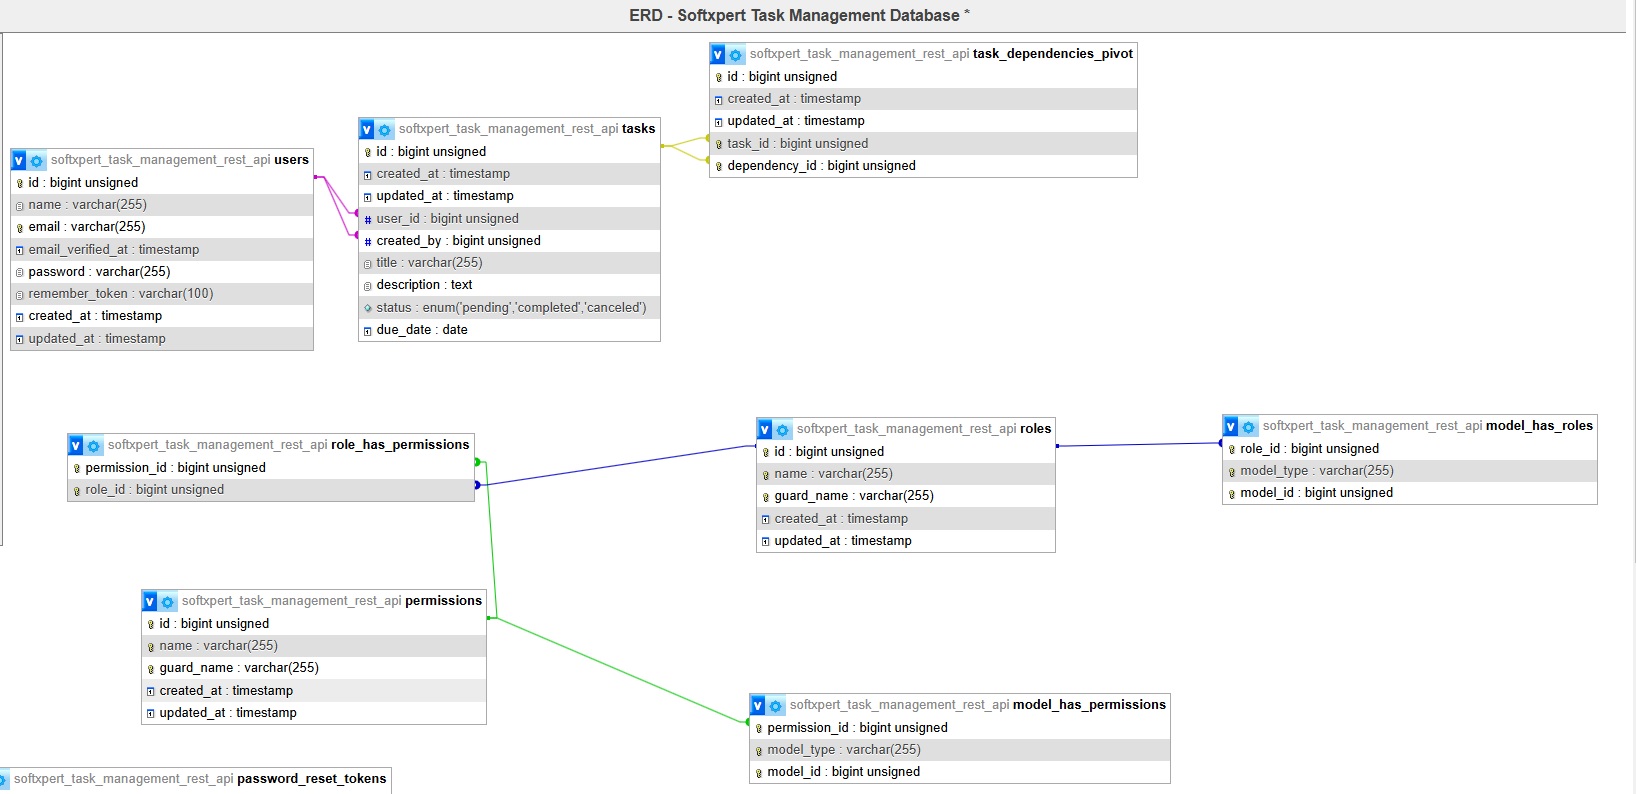 ERD - Softxpert Task Management Database *
softxpert_task_management_rest_api task_dependencies_pivot
id : bigint unsigned
created_at : timestamp
updated_at : timestamp
task_id : bigint unsigned
dependency_id : bigint unsigned
softxpert_task_management_rest_api tasks
id : bigint unsigned
created_at : timestamp
updated_at : timestamp
user_id : bigint unsigned
created_by : bigint unsigned
title : varchar(255)
description : text
status : enum('pending','completed','canceled')
due_date : date
softxpert_task_management_rest_api users
id : bigint unsigned
name : varchar(255)
email : varchar(255)
email_verified_at : timestamp
password : varchar(255)
remember_token : varchar(100)
created_at : timestamp
updated_at : timestamp
softxpert_task_management_rest_api role_has_permissions
permission_id : bigint unsigned
role_id : bigint unsigned
softxpert_task_management_rest_api roles
id : bigint unsigned
name : varchar(255)
guard_name : varchar(255)
created_at : timestamp
updated_at : timestamp
softxpert_task_management_rest_api model_has_roles
role_id : bigint unsigned
model_type : varchar(255)
model_id : bigint unsigned
softxpert_task_management_rest_api permissions
id : bigint unsigned
name : varchar(255)
guard_name : varchar(255)
created_at : timestamp
updated_at : timestamp
softxpert_task_management_rest_api model_has_permissions
permission_id : bigint unsigned
model_type : varchar(255)
model_id : bigint unsigned
softxpert_task_management_rest_api password_reset_tokens